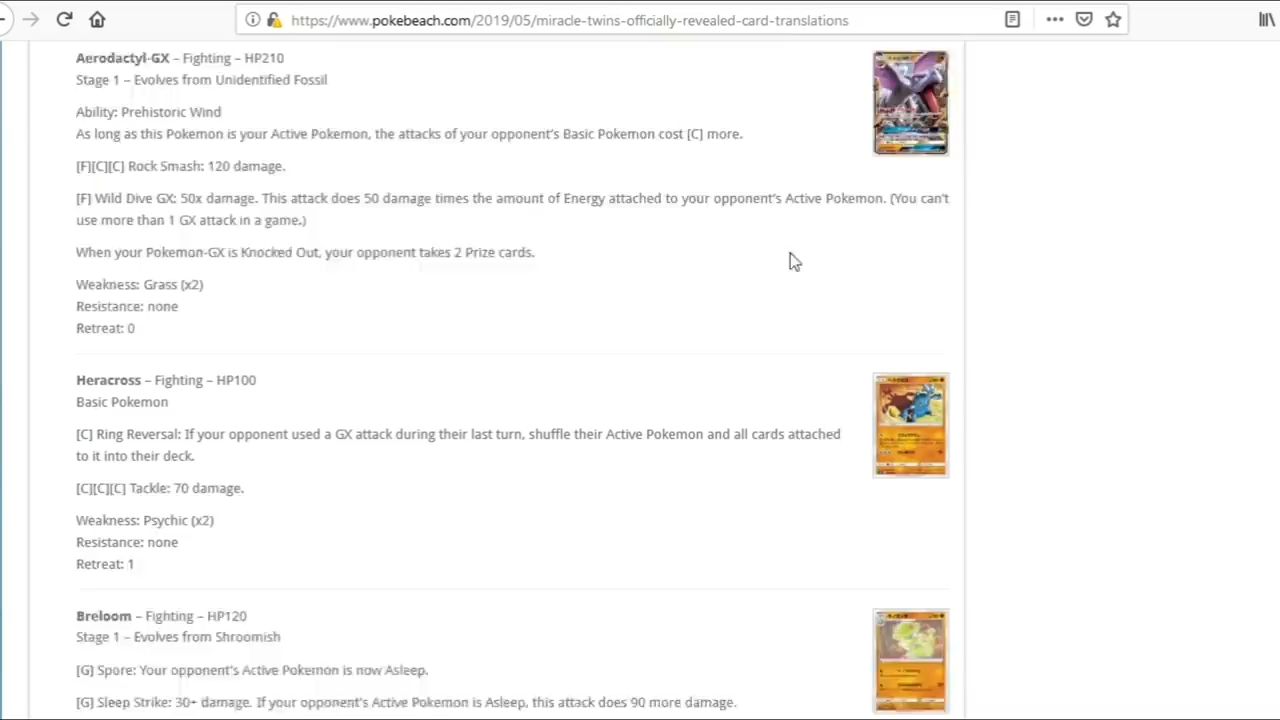 https://www.pokebeach.com/2019/05/miracle-twins-officially-revealed-card-translations
Aerodactyl-GX – Fighting – HP210
Stage 1 – Evolves from Unidentified Fossil
Ability: Prehistoric Wind
As long as this Pokemon is your Active Pokemon, the attacks of your opponent's Basic Pokemon cost [C] more.
[F][C][C] Rock Smash: 120 damage.
[F] Wild Dive GX: 50x damage. This attack does 50 damage times the amount of Energy attached to your opponent's Active Pokemon. (You can't
use more than 1 GX attack in a game.)
When your Pokemon-GX is Knocked Out, your opponent takes 2 Prize cards.
Weakness: Grass (x2)
Resistance: none
Retreat: 0
Heracross – Fighting – HP100
Basic Pokemon
[C] Ring Reversal: If your opponent used a GX attack during their last turn, shuffle their Active Pokemon and all cards attached
to it into their deck.
[C][C][C] Tackle: 70 damage.
Weakness: Psychic (x2)
Resistance: none
Retreat: 1
Breloom – Fighting – HP120
Stage 1 – Evolves from Shroomish
[G] Spore: Your opponent's Active Pokemon is now Asleep.
[G] Sleep Strike: 30+ damage. If your opponent's Active Pokemon is Asleep, this attack does 90 more damage.